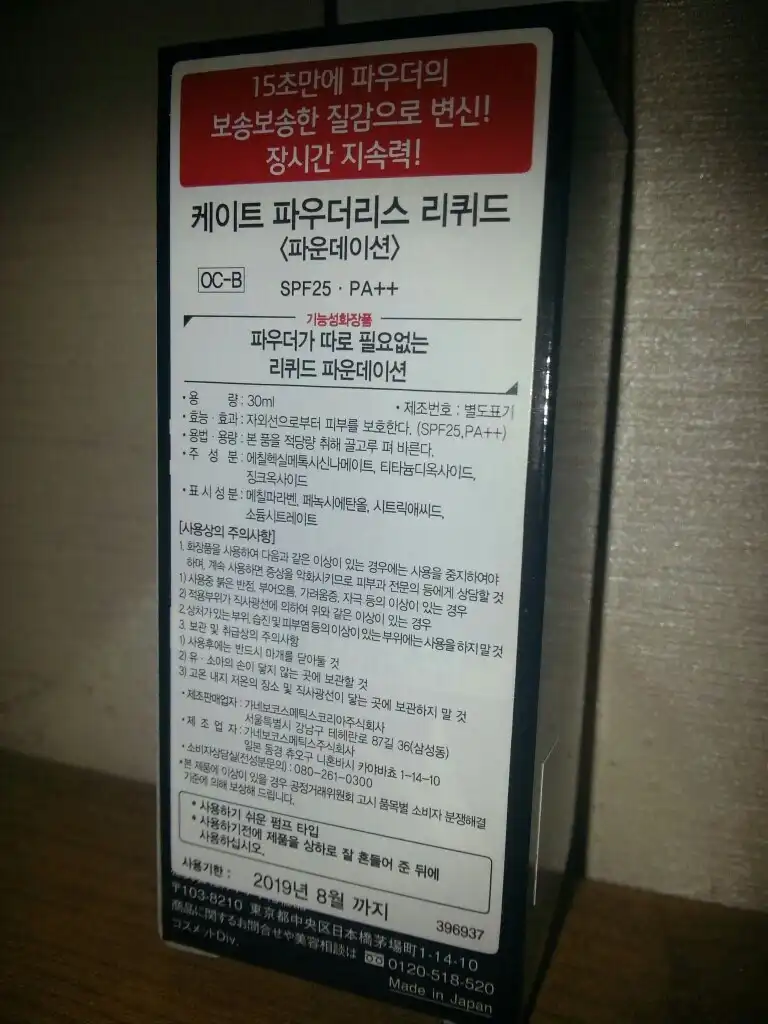 15초만에 파우더의
보송보송한 질감으로 변신!
장시간 지속력!
케이트 파우더리스 리퀴드
〈파운데이션〉
OC-B SPF25 · PA++
기능성화장품
파우더가 따로 필요없는
리퀴드 파운데이션
• 용 량 : 30ml • 제조번호 : 별도표기
• 효능 · 효과 : 자외선으로부터 피부를 보호한다. (SPF25,PA++)
• 용법 · 용량 : 본 품을 적당량 취해 골고루 펴 바른다.
• 주 성 분 : 에칠헥실메톡시신나메이트, 티타늄디옥사이드,
징크옥사이드
• 표시성분 : 메칠파라벤, 페녹시에탄올, 시트릭애씨드,
소듐시트레이트
[사용상의 주의사항]
1. 화장품을 사용하여 다음과 같은 이상이 있는 경우에는 사용을 중지하여야
하며, 계속 사용하면 증상을 악화시키므로 피부과 전문의 등에게 상담할 것
1) 사용중 붉은 반점, 부어오름, 가려움증, 자극 등의 이상이 있는 경우
2) 적용부위가 직사광선에 의하여 위와 같은 이상이 있는 경우
2. 상처가 있는 부위, 습진 및 피부염 등의 이상이 있는 부위에는 사용을 하지 말 것
3. 보관 및 취급상의 주의사항
1) 사용후에는 반드시 마개를 닫아둘 것
2) 유 · 소아의 손이 닿지 않는 곳에 보관할 것
3) 고온 내지 저온의 장소 및 직사광선이 닿는 곳에 보관하지 말 것
• 제조판매업자 : 가네보코스메틱스코리아주식회사
서울특별시 강남구 테헤란로 87길 36(삼성동)
• 제 조 업 자 : 가네보코스메틱스주식회사
일본 동경 츄오구 니혼바시 카야바쵸 1-14-10
• 소비자상담실(전성분문의) : 080-261-0300
• 본 제품에 이상이 있을 경우 공정거래위원회 고시 품목별 소비자 분쟁해결
기준에 의해 보상해 드립니다.
• 사용하기 쉬운 펌프 타입
• 사용하기전에 제품을 상하로 잘 흔들어 준 뒤에
사용하십시오.
사용기한 : 2019년 8월 까지
396937
〒103-8210 東京都中央区日本橋茅場町1-14-10
商品に関するお問合せや美容相談は 0120-518-520
コスメットDiv.
Made in Japan